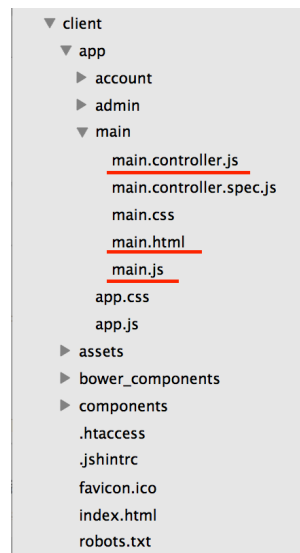 client
app
account
admin
main
main.controller.js
main.controller.spec.js
main.css
main.html
main.js
app.css
app.js
assets
bower_components
components
.htaccess
.jshintrc
favicon.ico
index.html
robots.txt